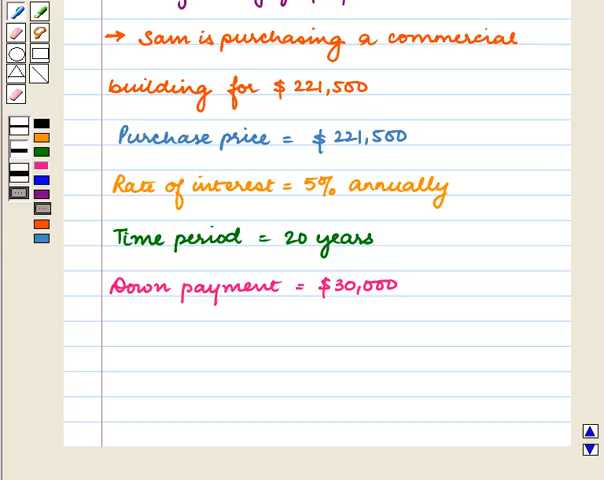 → Sam is purchasing a commercial
building for $ 221,500
Purchase price = $ 221,500
Rate of interest = 5% annually
Time period = 20 years
Down payment = $30,000